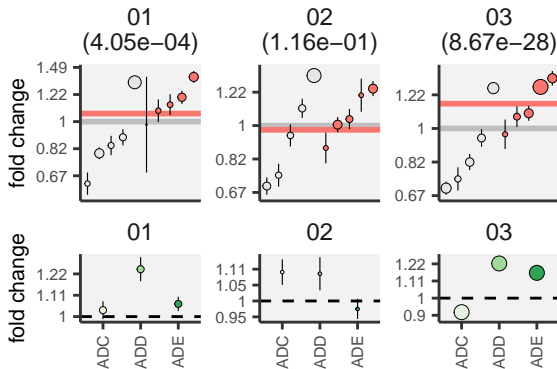 01
(4.05e−04)
02
(1.16e−01)
03
(8.67e−28)
fold change
1.49
1.22
1
0.82
0.67
1.22
1
0.82
0.67
1.22
1
0.82
0.67
01
02
03
fold change
1.22
1.11
1
1.11
1.05
1
0.95
1.22
1.11
1
0.9
ADC
ADD
ADE
ADC
ADD
ADE
ADC
ADD
ADE